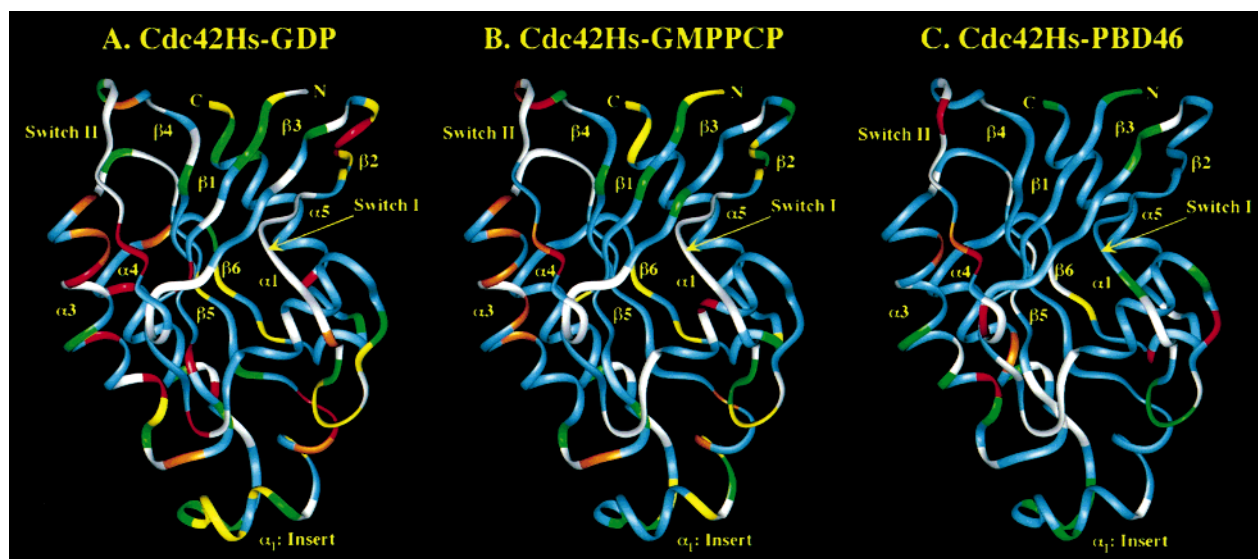 A. Cdc42Hs-GDP
C
N
Switch II
β4
β3
β2
β1
α5
Switch I
α4
β6
α1
α3
β5
αI: Insert
B. Cdc42Hs-GMPPCP
C
N
Switch II
β4
β3
β2
β1
α5
Switch I
α4
β6
α1
α3
β5
αI: Insert
C. Cdc42Hs-PBD46
C
N
Switch II
β4
β3
β2
β1
α5
Switch I
α4
β6
α1
α3
β5
αI: Insert